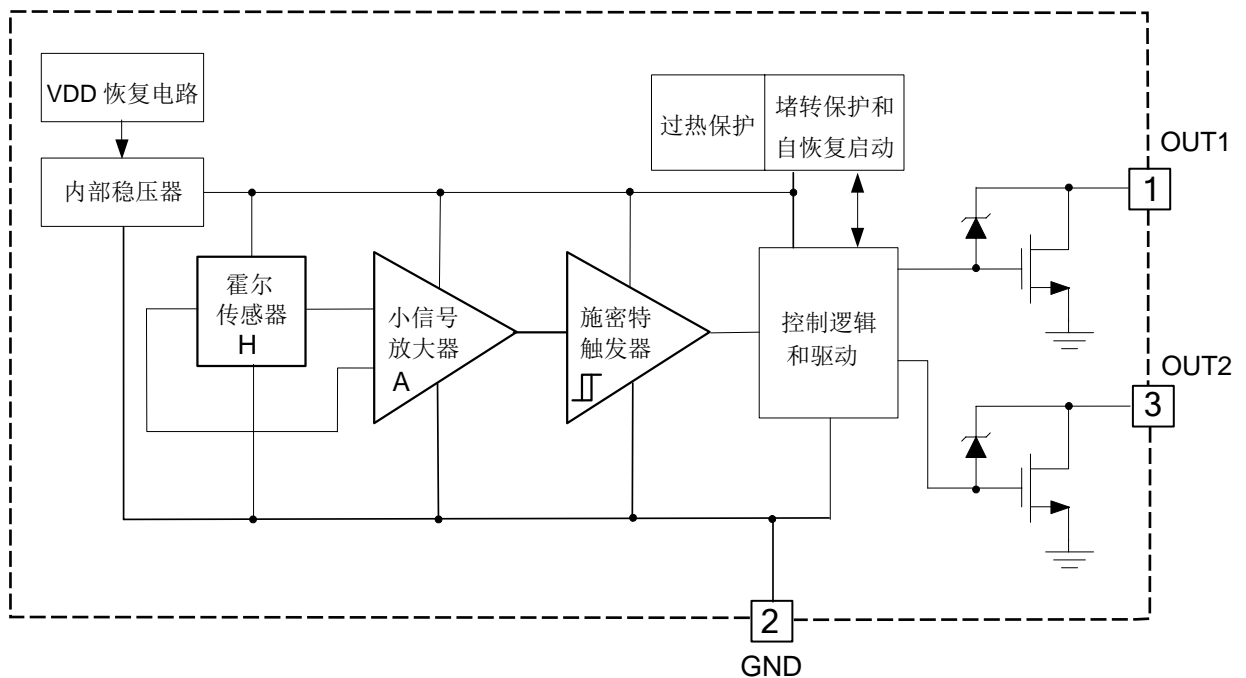 VDD 恢复电路
内部稳压器
过热保护
堵转保护和
自恢复启动
OUT1
1
霍尔
传感器
H
小信号
放大器
A
施密特
触发器
控制逻辑
和驱动
OUT2
3
2
GND